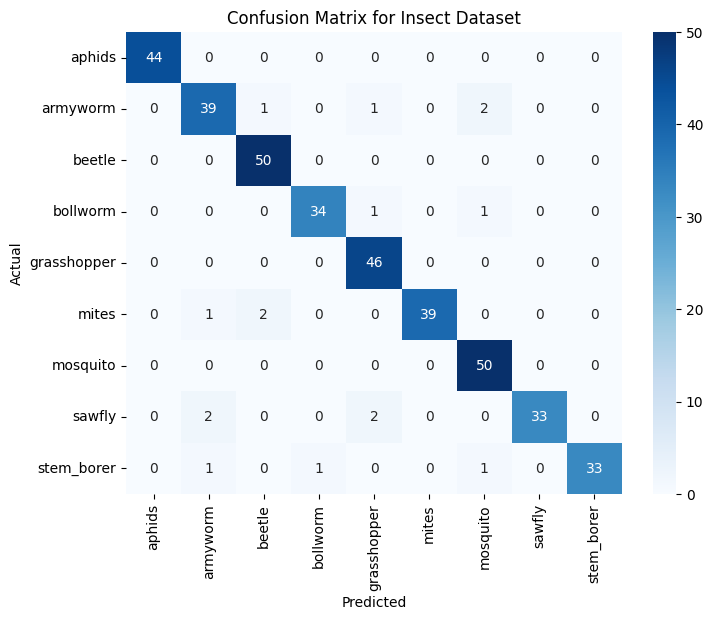 Confusion Matrix for Insect Dataset
Actual
aphids 44 0 0 0 0 0 0 0 0
armyworm 0 39 1 0 1 0 2 0 0
beetle 0 0 50 0 0 0 0 0 0
bollworm 0 0 0 34 1 0 1 0 0
grasshopper 0 0 0 0 46 0 0 0 0
mites 0 1 2 0 0 39 0 0 0
mosquito 0 0 0 0 0 0 50 0 0
sawfly 0 2 0 0 2 0 0 33 0
stem_borer 0 1 0 1 0 0 1 0 33
aphids armyworm beetle bollworm grasshopper mites mosquito sawfly stem_borer
Predicted
50
40
30
20
10
0